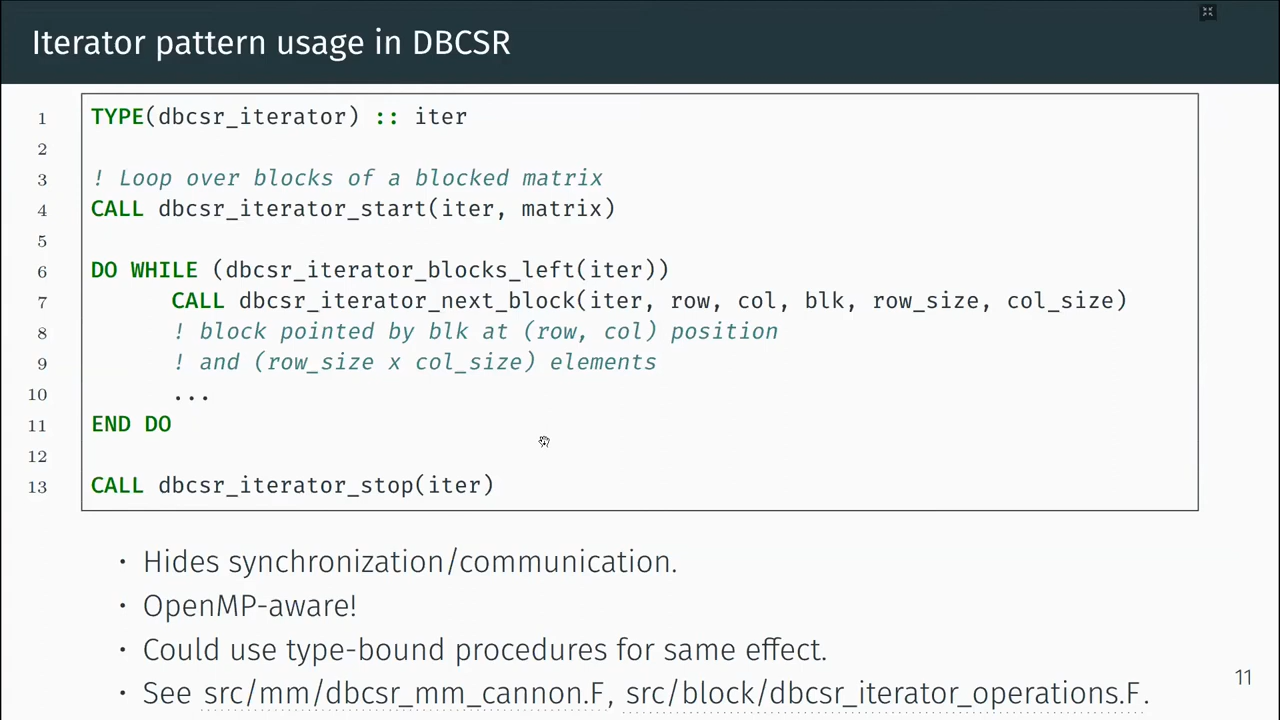 Iterator pattern usage in DBCSR
1 TYPE(dbcsr_iterator) :: iter
2
3 ! Loop over blocks of a blocked matrix
4 CALL dbcsr_iterator_start(iter, matrix)
5
6 DO WHILE (dbcsr_iterator_blocks_left(iter))
7 CALL dbcsr_iterator_next_block(iter, row, col, blk, row_size, col_size)
8 ! block pointed by blk at (row, col) position
9 ! and (row_size x col_size) elements
10 ...
11 END DO
12
13 CALL dbcsr_iterator_stop(iter)
• Hides synchronization/communication.
• OpenMP-aware!
• Could use type-bound procedures for same effect.
• See src/mm/dbcsr_mm_cannon.F, src/block/dbcsr_iterator_operations.F.
11